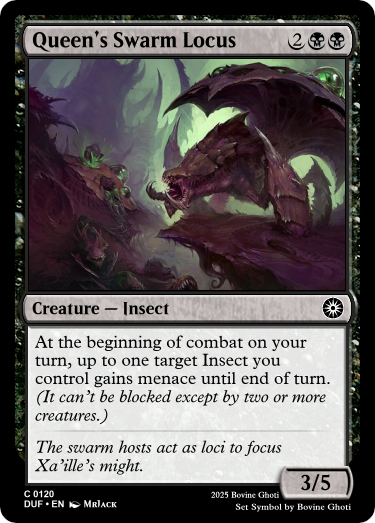 Queen's Swarm Locus 2
Creature — Insect
At the beginning of combat on your
turn, up to one target Insect you
control gains menace until end of turn.
(It can't be blocked except by two or more
creatures.)
The swarm hosts act as loci to focus
Xa'ille's might.
3/5
C 0120
DUF • EN MrJack
2025 Bovine Ghoti
Set Symbol by Bovine Ghoti